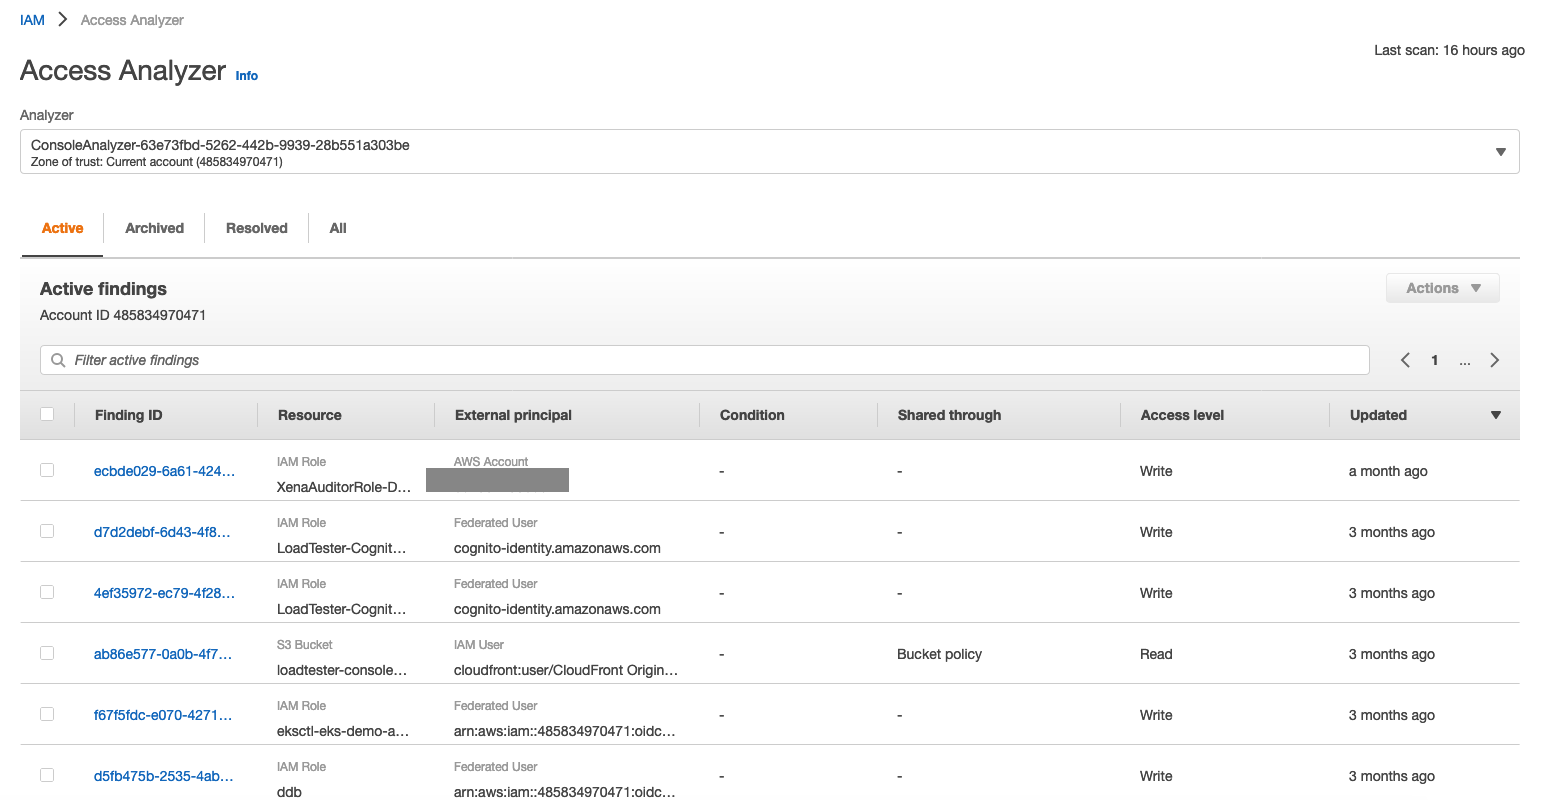 IAM > Access Analyzer
Last scan: 16 hours ago
Access Analyzer Info
Analyzer
ConsoleAnalyzer-63e73fbd-5262-442b-9939-28b551a303be
Zone of trust: Current account (485834970471)
Active Archived Resolved All
Active findings
Actions
Account ID 485834970471
Filter active findings
1 ...
Finding ID Resource External principal Condition Shared through Access level Updated
IAM Role AWS Account
ecbde029-6a61-424... - - Write a month ago
XenaAuditorRole-D...
IAM Role Federated User
d7d2debf-6d43-4f8... - - Write 3 months ago
LoadTester-Cognit... cognito-identity.amazonaws.com
IAM Role Federated User
4ef35972-ec79-4f28... - - Write 3 months ago
LoadTester-Cognit... cognito-identity.amazonaws.com
S3 Bucket IAM User
ab86e577-0a0b-4f7... - Bucket policy Read 3 months ago
loadtester-console... cloudfront:user/CloudFront Origin...
IAM Role Federated User
f67f5fdc-e070-4271... - - Write 3 months ago
eksctl-eks-demo-a... arn:aws:iam::485834970471:oidc...
IAM Role Federated User
d5fb475b-2535-4ab... - - Write 3 months ago
ddb arn:aws:iam::485834970471:oidc...